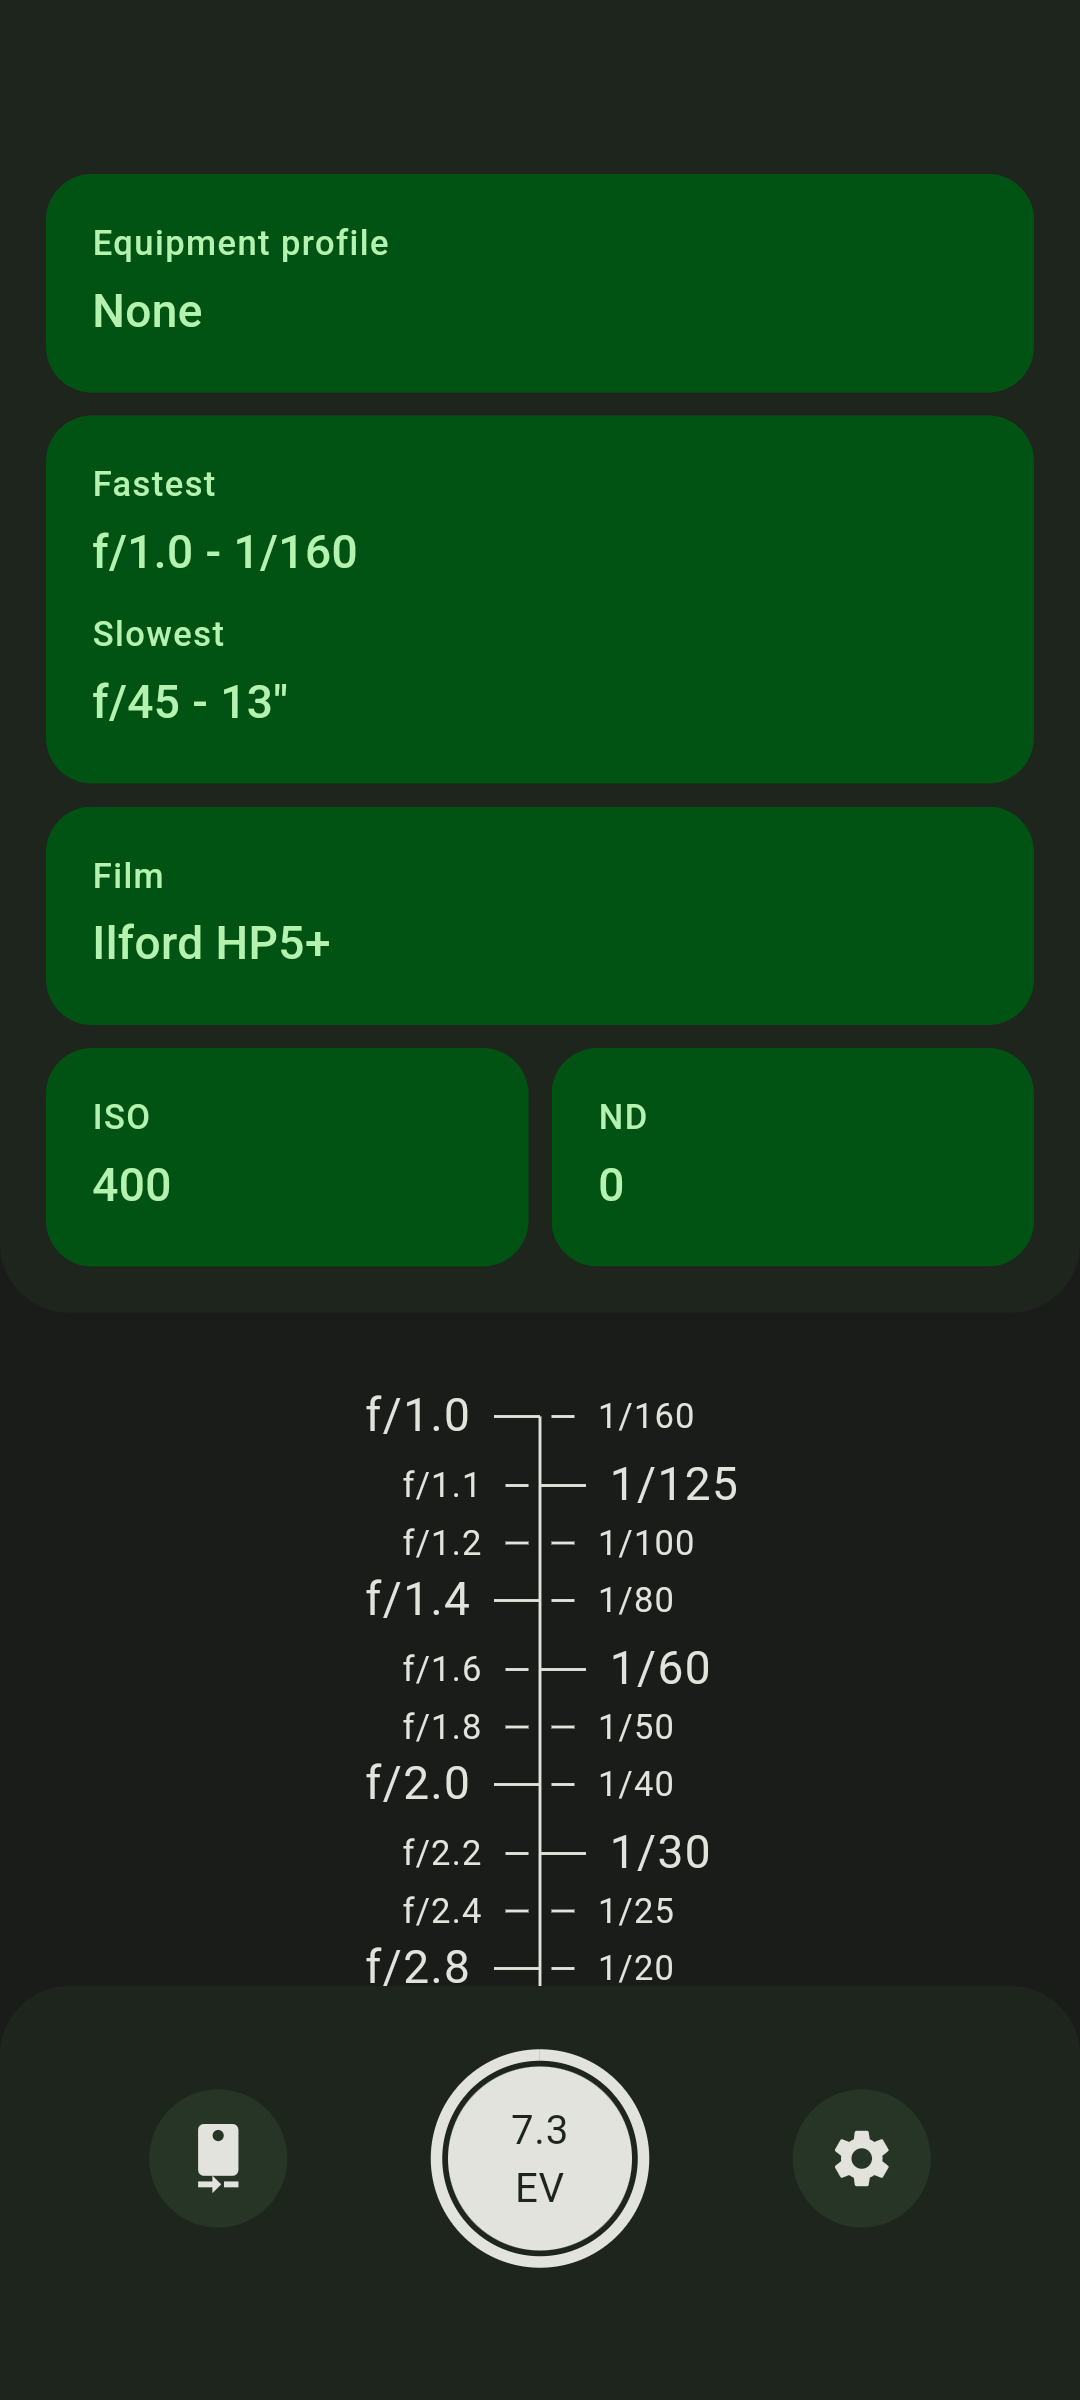 Equipment profile
None
Fastest
f/1.0 - 1/160
Slowest
f/45 - 13"
Film
Ilford HP5+
ISO
400
ND
0
f/1.0 1/160
f/1.1 1/125
f/1.2 1/100
f/1.4 1/80
f/1.6 1/60
f/1.8 1/50
f/2.0 1/40
f/2.2 1/30
f/2.4 1/25
f/2.8 1/20
7.3
EV